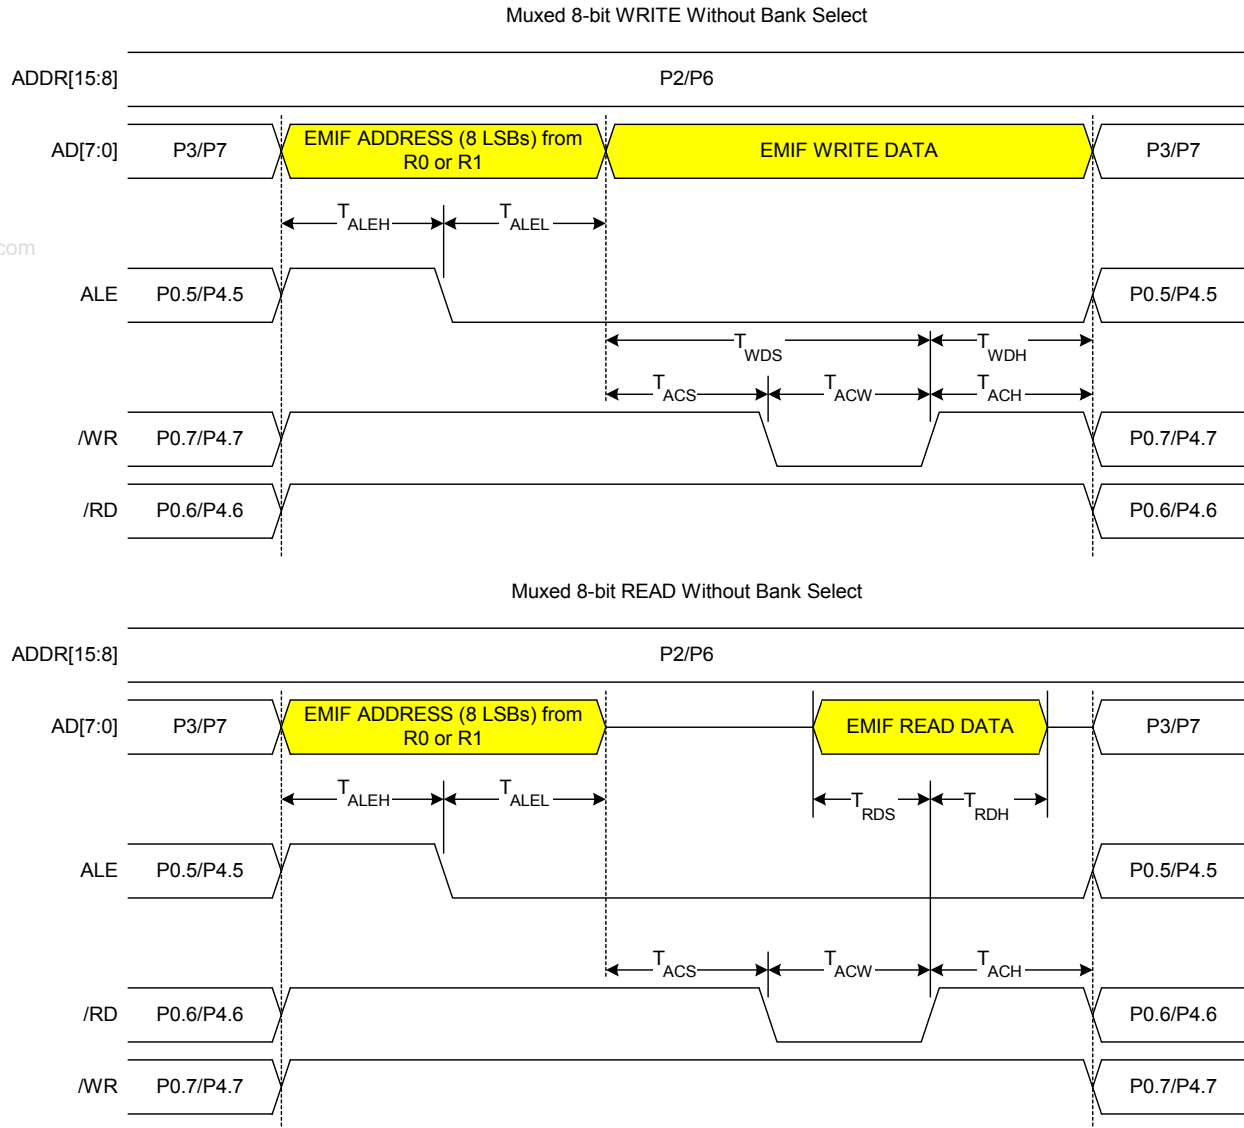 Muxed 8-bit WRITE Without Bank Select
ADDR[15:8] P2/P6
AD[7:0] P3/P7 EMIF ADDRESS (8 LSBs) from EMIF WRITE DATA P3/P7
R0 or R1
TALEH TALEL
com
ALE P0.5/P4.5 P0.5/P4.5
TWDS TWDH
TACS TACW TACH
/WR P0.7/P4.7 P0.7/P4.7
/RD P0.6/P4.6 P0.6/P4.6
Muxed 8-bit READ Without Bank Select
ADDR[15:8] P2/P6
AD[7:0] P3/P7 EMIF ADDRESS (8 LSBs) from EMIF READ DATA P3/P7
R0 or R1
TALEH TALEL TRDS TRDH
ALE P0.5/P4.5 P0.5/P4.5
TACS TACW TACH
/RD P0.6/P4.6 P0.6/P4.6
/WR P0.7/P4.7 P0.7/P4.7